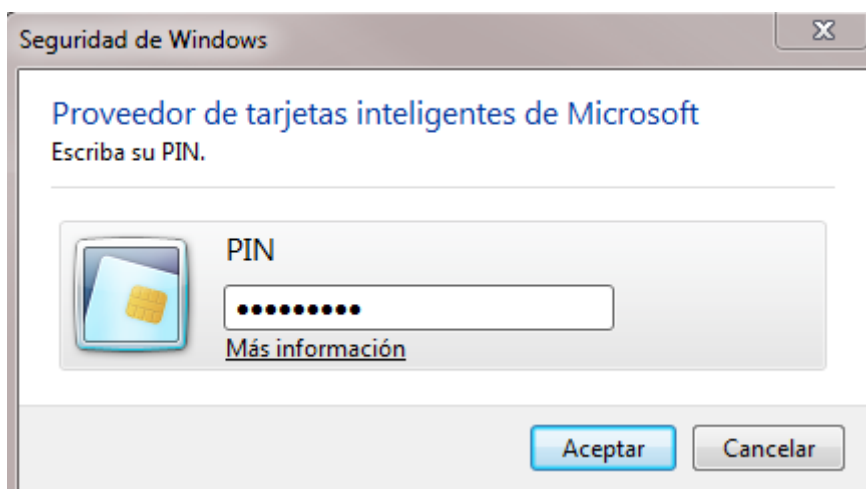 Seguridad de Windows
Proveedor de tarjetas inteligentes de Microsoft
Escriba su PIN.
PIN
•••••••••
Más información
Aceptar
Cancelar